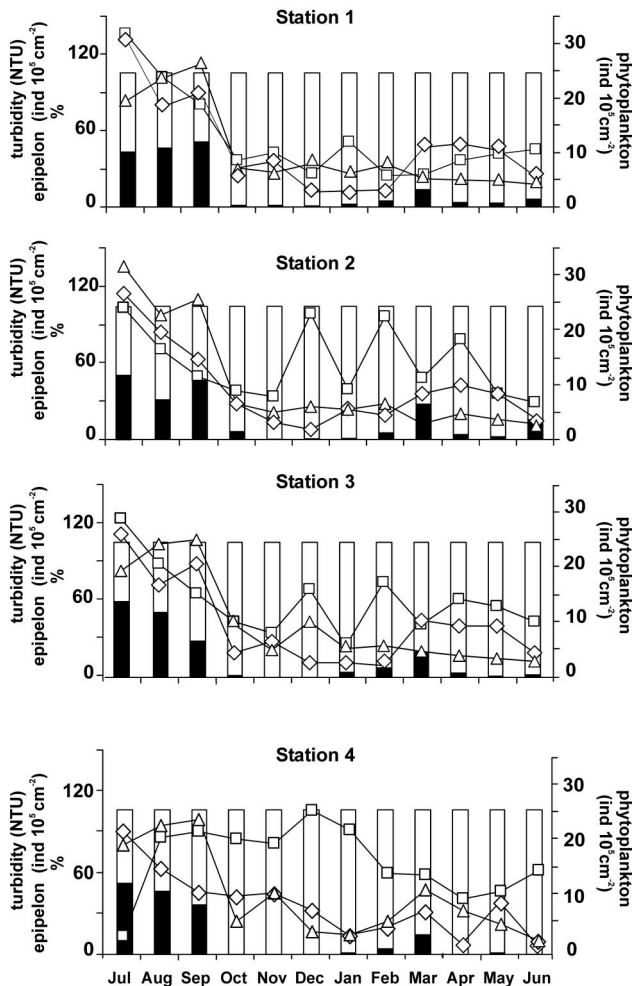 Station 1
turbidity (NTU)
epipelon (ind 10⁵ cm⁻²)
%
120
60
0
30
20
10
0
phytoplankton
(ind 10⁵cm⁻²)
Station 2
turbidity (NTU)
epipelon (ind 10⁵ cm⁻²)
%
120
60
0
30
20
10
0
phytoplankton
(ind 10⁵cm⁻²)
Station 3
turbidity (NTU)
epipelon (ind 10⁵ cm⁻²)
%
120
60
0
30
20
10
0
phytoplankton
(ind 10⁵cm⁻²)
Station 4
turbidity (NTU)
epipelon (ind 10⁵ cm⁻²)
%
120
60
0
30
20
10
0
phytoplankton
(ind 10⁵cm⁻²)
Jul Aug Sep Oct Nov Dec Jan Feb Mar Apr May Jun